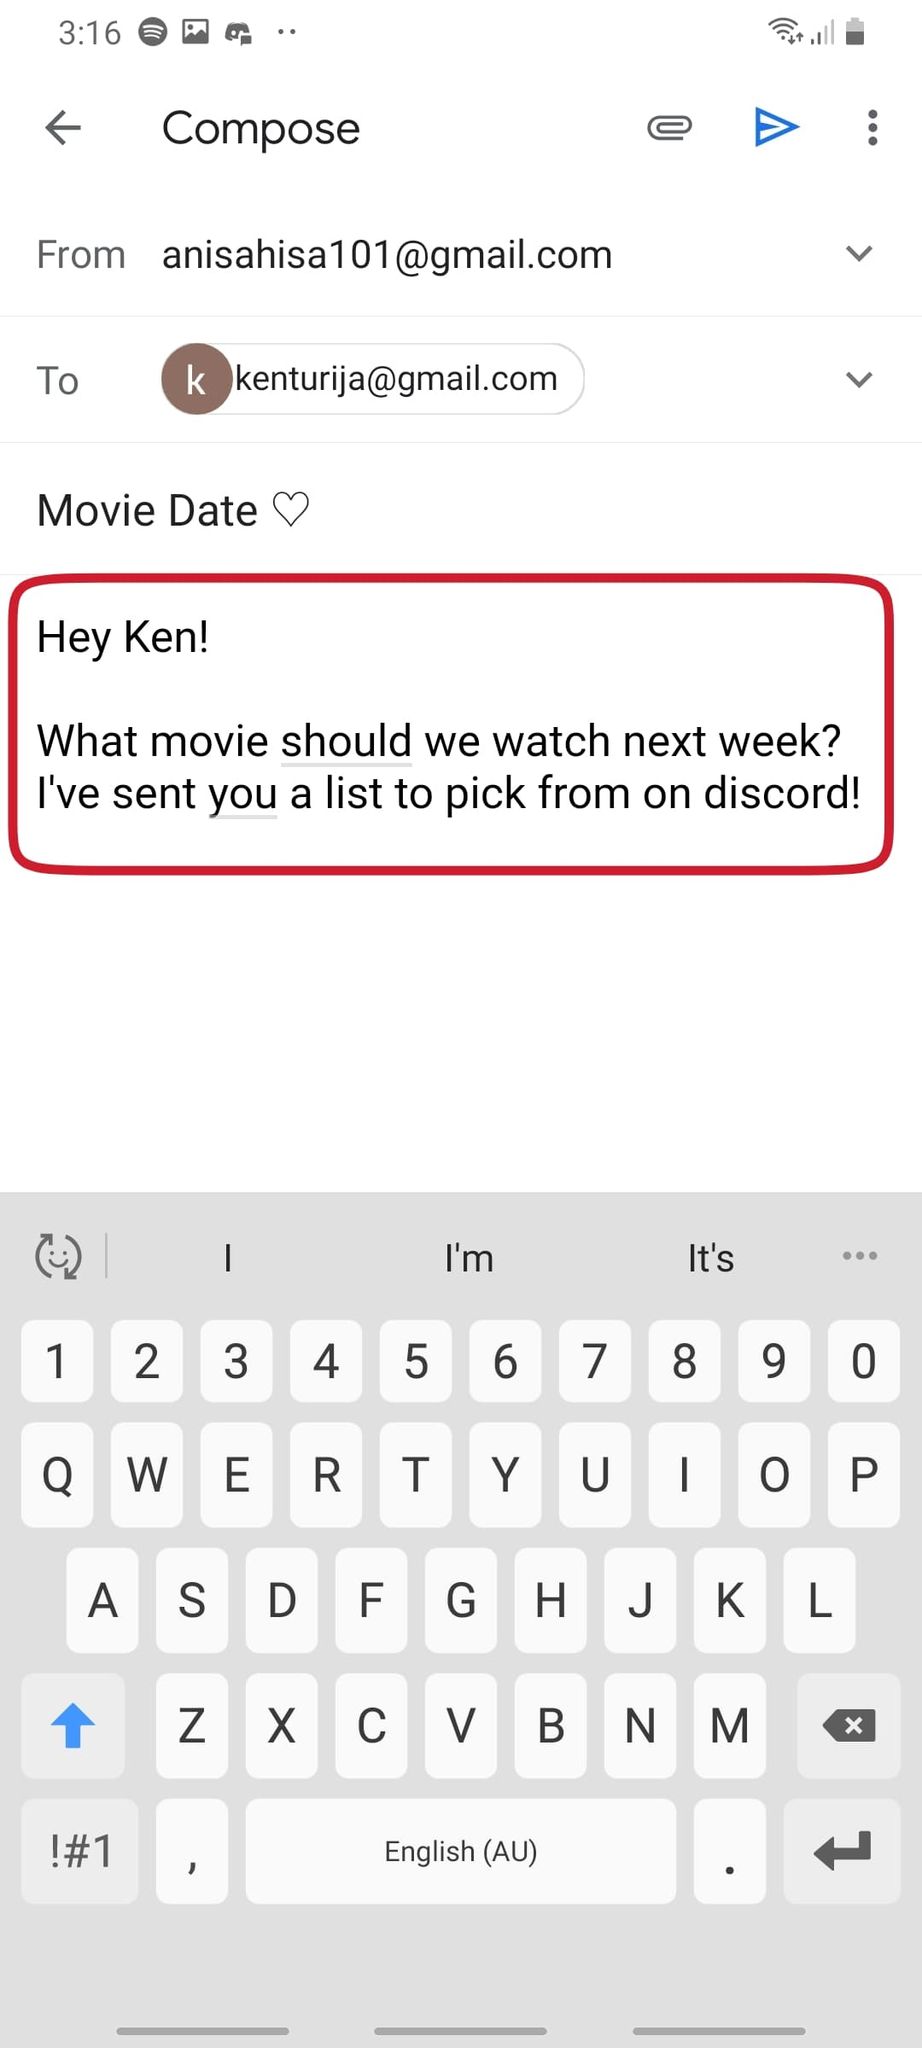 3:16
Compose
From anisahisa101@gmail.com
To k kenturija@gmail.com
Movie Date ♡
Hey Ken!
What movie should we watch next week?
I've sent you a list to pick from on discord!
I I'm It's
1 2 3 4 5 6 7 8 9 0
Q W E R T Y U I O P
A S D F G H J K L
Z X C V B N M
!#1 , English (AU) .